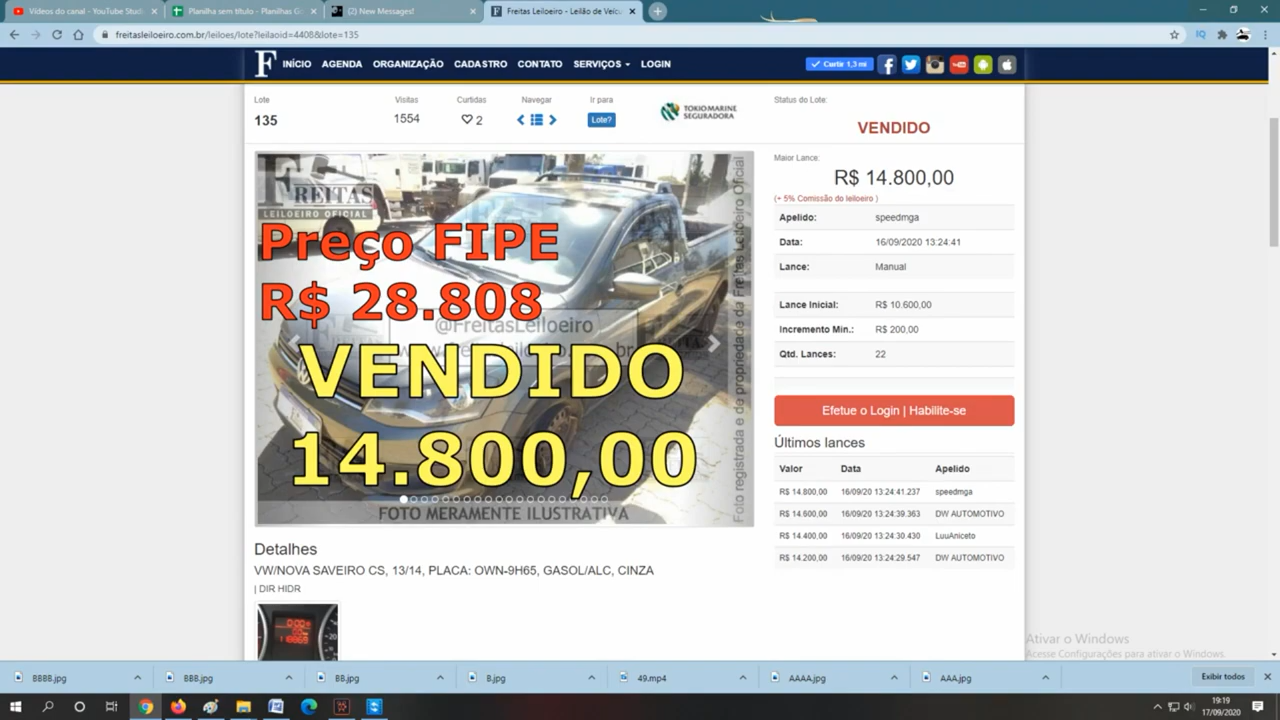 Vídeos do canal - YouTube Stud
Planilha sem título - Planilhas Go
(2) New Messages!
Freitas Leiloeiro - Leilão de Veícu
freitasleiloeiro.com.br/leiloes/lote?leilaoid=4408&lote=135
F
INÍCIO
AGENDA
ORGANIZAÇÃO
CADASTRO
CONTATO
SERVIÇOS
LOGIN
Curtir 1,3 mi
Lote
135
Visitas
1554
Curtidas
2
Navegar
Ir para
Lote?
TOKIO MARINE
SEGURADORA
Status do Lote:
VENDIDO
FREITAS
LEILOEIRO OFICIAL
Preço FIPE
R$ 28.808
@FreitasLeiloeiro
VENDIDO
14.800,00
FOTO MERAMENTE ILUSTRATIVA
Foto registrada e de propriedade da Freitas Leiloeiro Oficial
Maior Lance:
R$ 14.800,00
(+ 5% Comissão do leiloeiro )
Apelido: speedmga
Data: 16/09/2020 13:24:41
Lance: Manual
Lance Inicial: R$ 10.600,00
Incremento Min.: R$ 200,00
Qtd. Lances: 22
Efetue o Login | Habilite-se
Últimos lances
Valor Data Apelido
R$ 14.800,00 16/09/20 13:24:41.237 speedmga
R$ 14.600,00 16/09/20 13:24:39.363 DW AUTOMOTIVO
R$ 14.400,00 16/09/20 13:24:30.430 LuuAniceto
R$ 14.200,00 16/09/20 13:24:29.547 DW AUTOMOTIVO
Detalhes
VW/NOVA SAVEIRO CS, 13/14, PLACA: OWN-9H65, GASOL/ALC, CINZA
| DIR HIDR
Ativar o Windows
Acesse Configurações para ativar o Windows.
BBBB.jpg
BBB.jpg
BB.jpg
B.jpg
49.mp4
AAAA.jpg
AAA.jpg
Exibir todos
19:19
17/09/2020